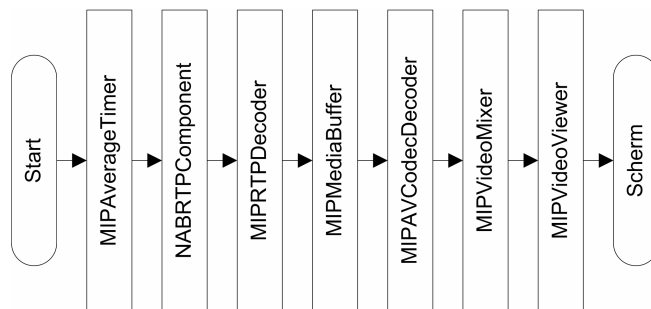 Start
MIPAverageTimer
NABRTPComponent
MIPRTPDecoder
MIPMediaBuffer
MIPAVCodecDecoder
MIPVideoMixer
MIPVideoViewer
Scherm